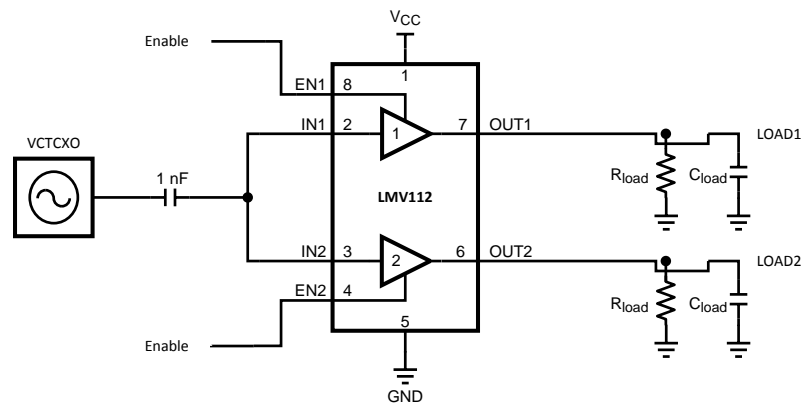 VCC
Enable
1
EN1
8
IN1
2
1
7
OUT1
LOAD1
VCTCXO
1 nF
Rload
Cload
LMV112
IN2
3
2
6
OUT2
LOAD2
EN2
4
Rload
Cload
5
Enable
GND